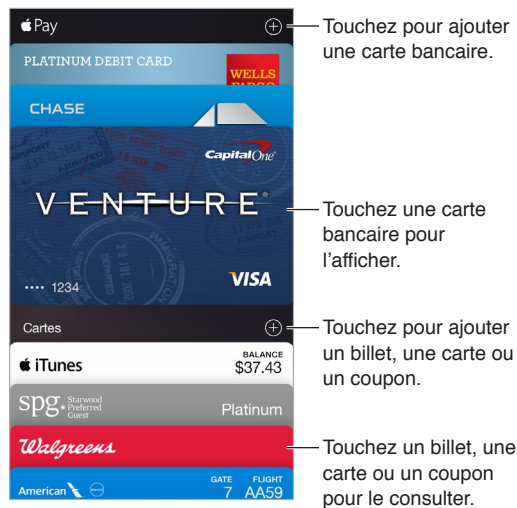 Pay
Touchez pour ajouter
une carte bancaire.
PLATINUM DEBIT CARD
WELLS
FARGO
CHASE
Capital One
VENTURE®
Touchez une carte
bancaire pour
l’afficher.
VISA
•••• 1234
Cartes
Touchez pour ajouter
un billet, une carte ou
un coupon.
iTunes
BALANCE
$37.43
spg Starwood
Preferred
Guest
Platinum
Walgreens
Touchez un billet, une
carte ou un coupon
pour le consulter.
American
GATE
7
FLIGHT
AA59